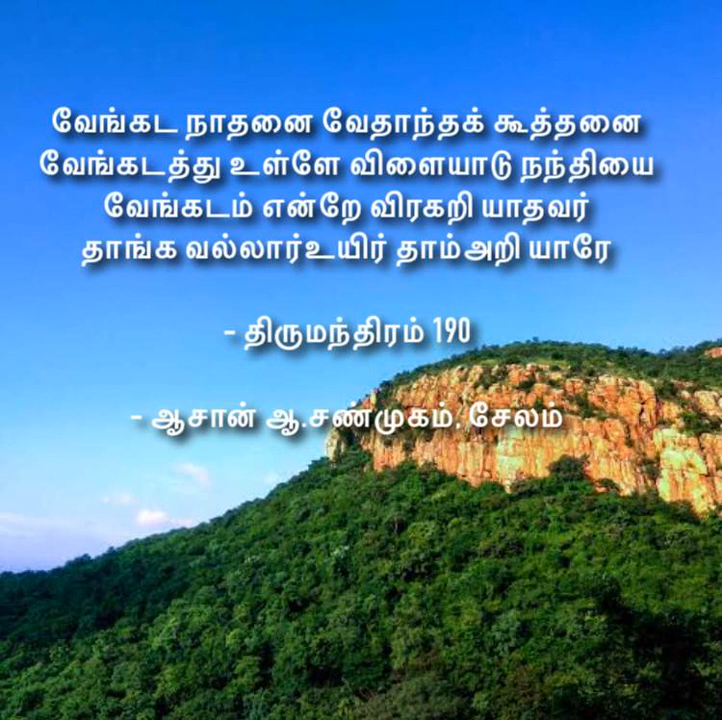 வேங்கட நாதனை வேதாந்தக் கூத்தனை
வேங்கடத்து உள்ளே விளையாடு நந்தியை
வேங்கடம் என்றே விரகறி யாதவர்
தாங்க வல்லார்உயிர் தாம்அறி யாரே
- திருமந்திரம் 190
- ஆசான் ஆ.சண்முகம், சேலம்